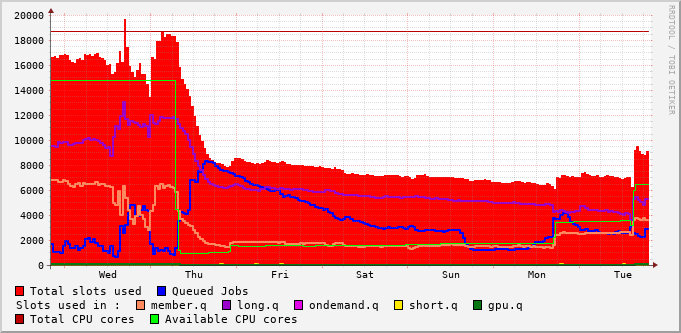 RRDTOOL / TOBI OETIKER
20000
18000
16000
14000
12000
10000
8000
6000
4000
2000
0
Wed Thu Fri Sat Sun Mon Tue
Total slots used Queued Jobs
Slots used in : member.q long.q ondemand.q short.q gpu.q
Total CPU cores Available CPU cores